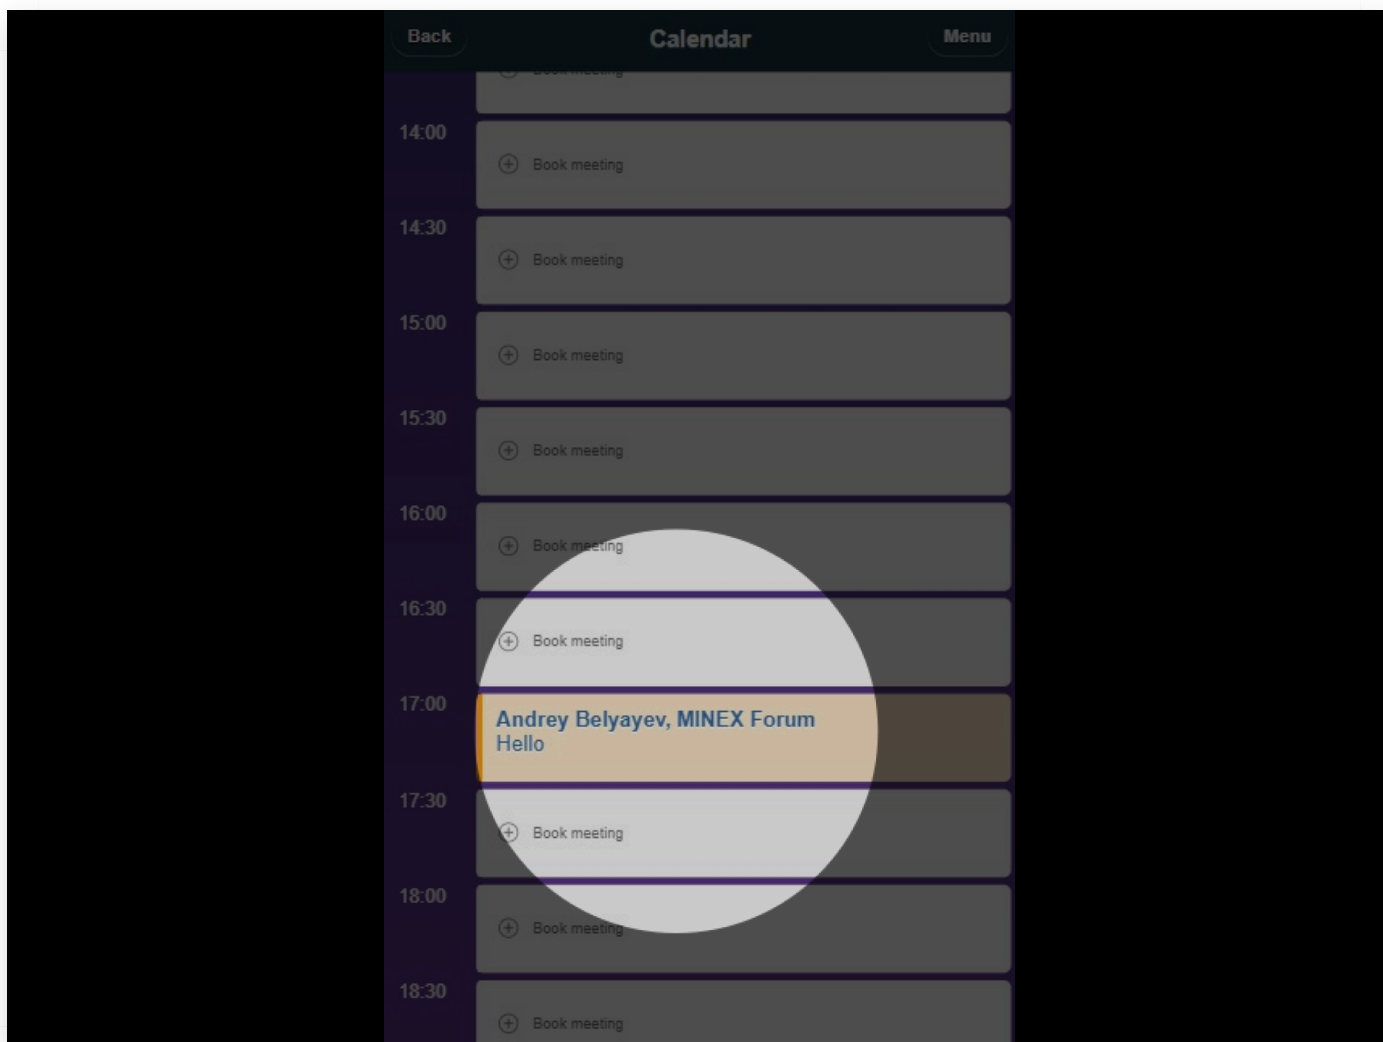 Back
Calendar
Menu
Book meeting
14:00
Book meeting
14:30
Book meeting
15:00
Book meeting
15:30
Book meeting
16:00
Book meeting
16:30
Book meeting
17:00
Andrey Belyayev, MINEX Forum
Hello
17:30
Book meeting
18:00
Book meeting
18:30
Book meeting